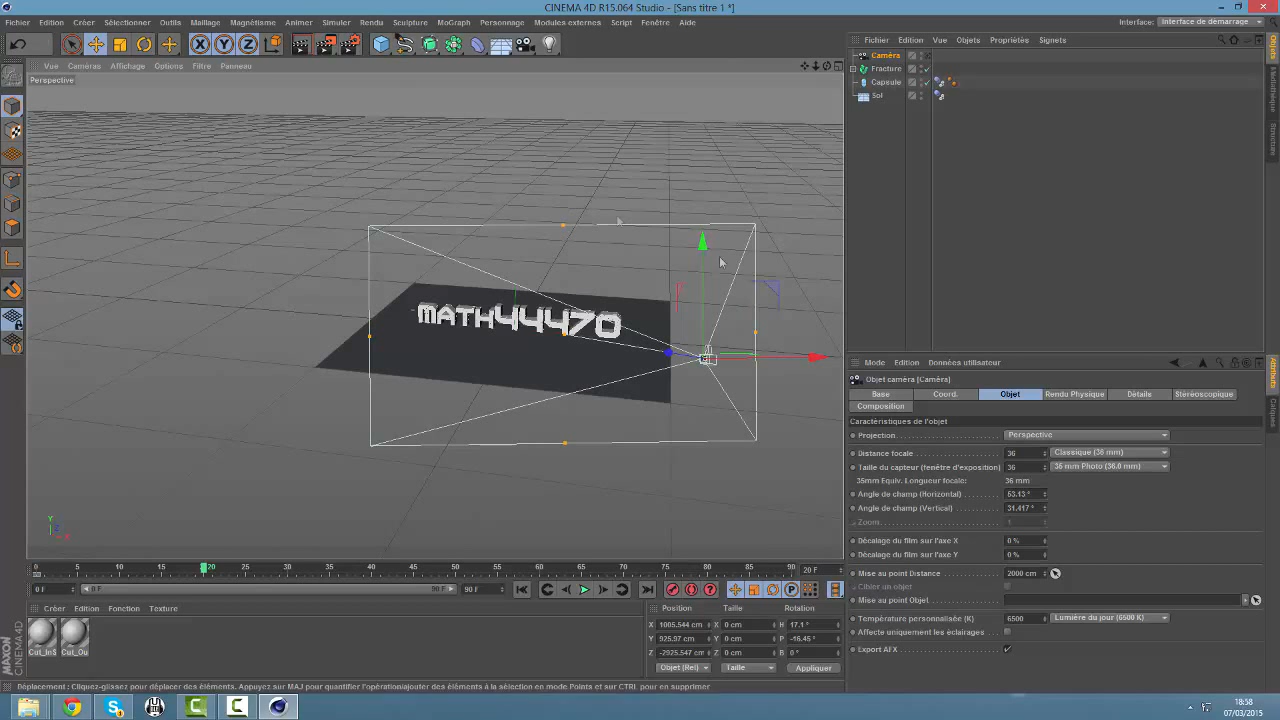 CINEMA 4D R15.064 Studio - [Sans titre 1 *]
Fichier Edition Créer Sélectionner Outils Maillage Magnétisme Animer Simuler Rendu Sculpture MoGraph Personnage Modules externes Script Fenêtre Aide
Interface: Interface de démarrage
Fichier Edition Vue Objets Propriétés Signets
Vue Caméras Affichage Options Filtre Panneau
Perspective
Caméra
Fracture
Capsule
Sol
Objets
Médiathèque
Structure
MATH44470
Mode Edition Données utilisateur
Objet caméra [Caméra]
Base Coord. Objet Rendu Physique Détails Stéréoscopique
Composition
Attributs
Calques
Caractéristiques de l'objet
Projection Perspective
Distance focale 36 Classique (36 mm)
Taille du capteur (fenêtre d'exposition) 36 35 mm Photo (36.0 mm)
35mm Equiv. Longueur focale: 36 mm
Angle de champ (Horizontal) 53.13 °
Angle de champ (Vertical) 31.417 °
Zoom 1
Décalage du film sur l'axe X 0 %
Décalage du film sur l'axe Y 0 %
Mise au point Distance 2000 cm
Cibler un objet
Mise au point Objet
Température personnalisée (K) 6500 Lumière du jour (6500 K)
Affecte uniquement les éclairages
Export AFX
Y
Z
X
0 5 10 15 20 25 30 35 40 45 50 55 60 65 70 75 80 85 90 20 F
0 F 0 F 90 F 90 F
Créer Edition Fonction Texture
Cut_InS Cut_Ou
Position Taille Rotation
X 1005.544 cm X 0 cm H 17.1 °
Y 925.97 cm Y 0 cm P -16.45 °
Z -2925.547 cm Z 0 cm B 0 °
Objet (Rel) Taille Appliquer
MAXON
CINEMA 4D
Déplacement : Cliquez-glissez pour déplacer des éléments. Appuyez sur MAJ pour quantifier l'opération/ajouter des éléments à la sélection en mode Points et sur CTRL pour en supprimer
18:58
07/03/2015